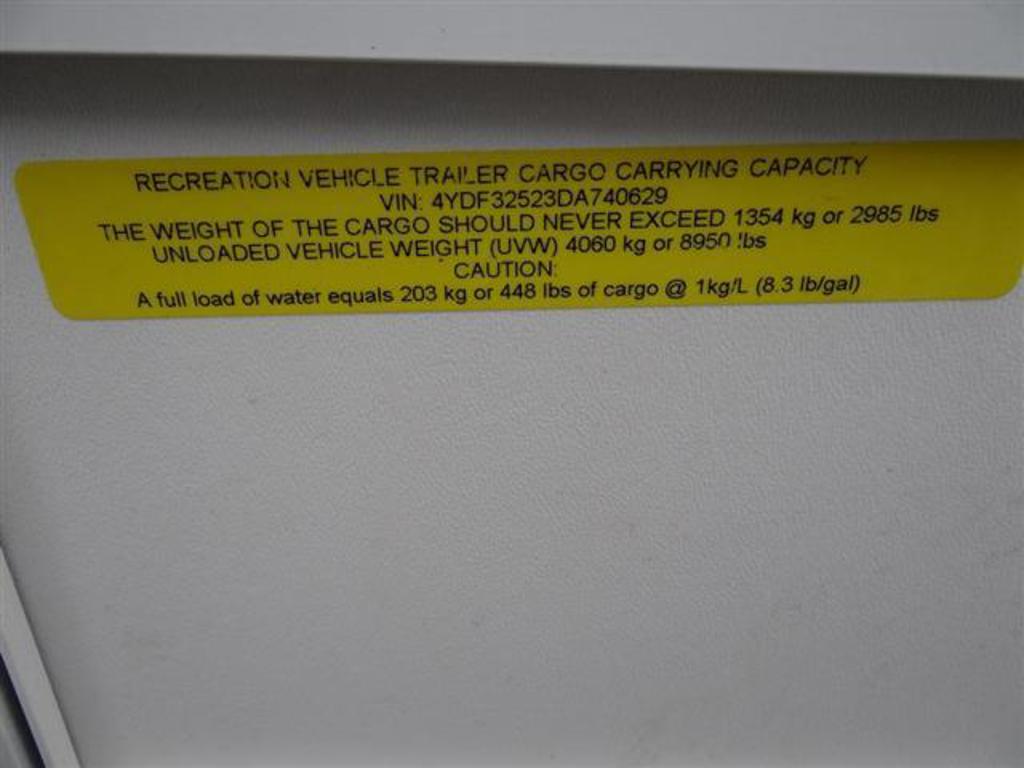 RECREATION VEHICLE TRAILER CARGO CARRYING CAPACITY
VIN: 4YDF32523DA740629
THE WEIGHT OF THE CARGO SHOULD NEVER EXCEED 1354 kg or 2985 lbs
UNLOADED VEHICLE WEIGHT (UVW) 4060 kg or 8950 lbs
CAUTION:
A full load of water equals 203 kg or 448 lbs of cargo @ 1kg/L (8.3 lb/gal)